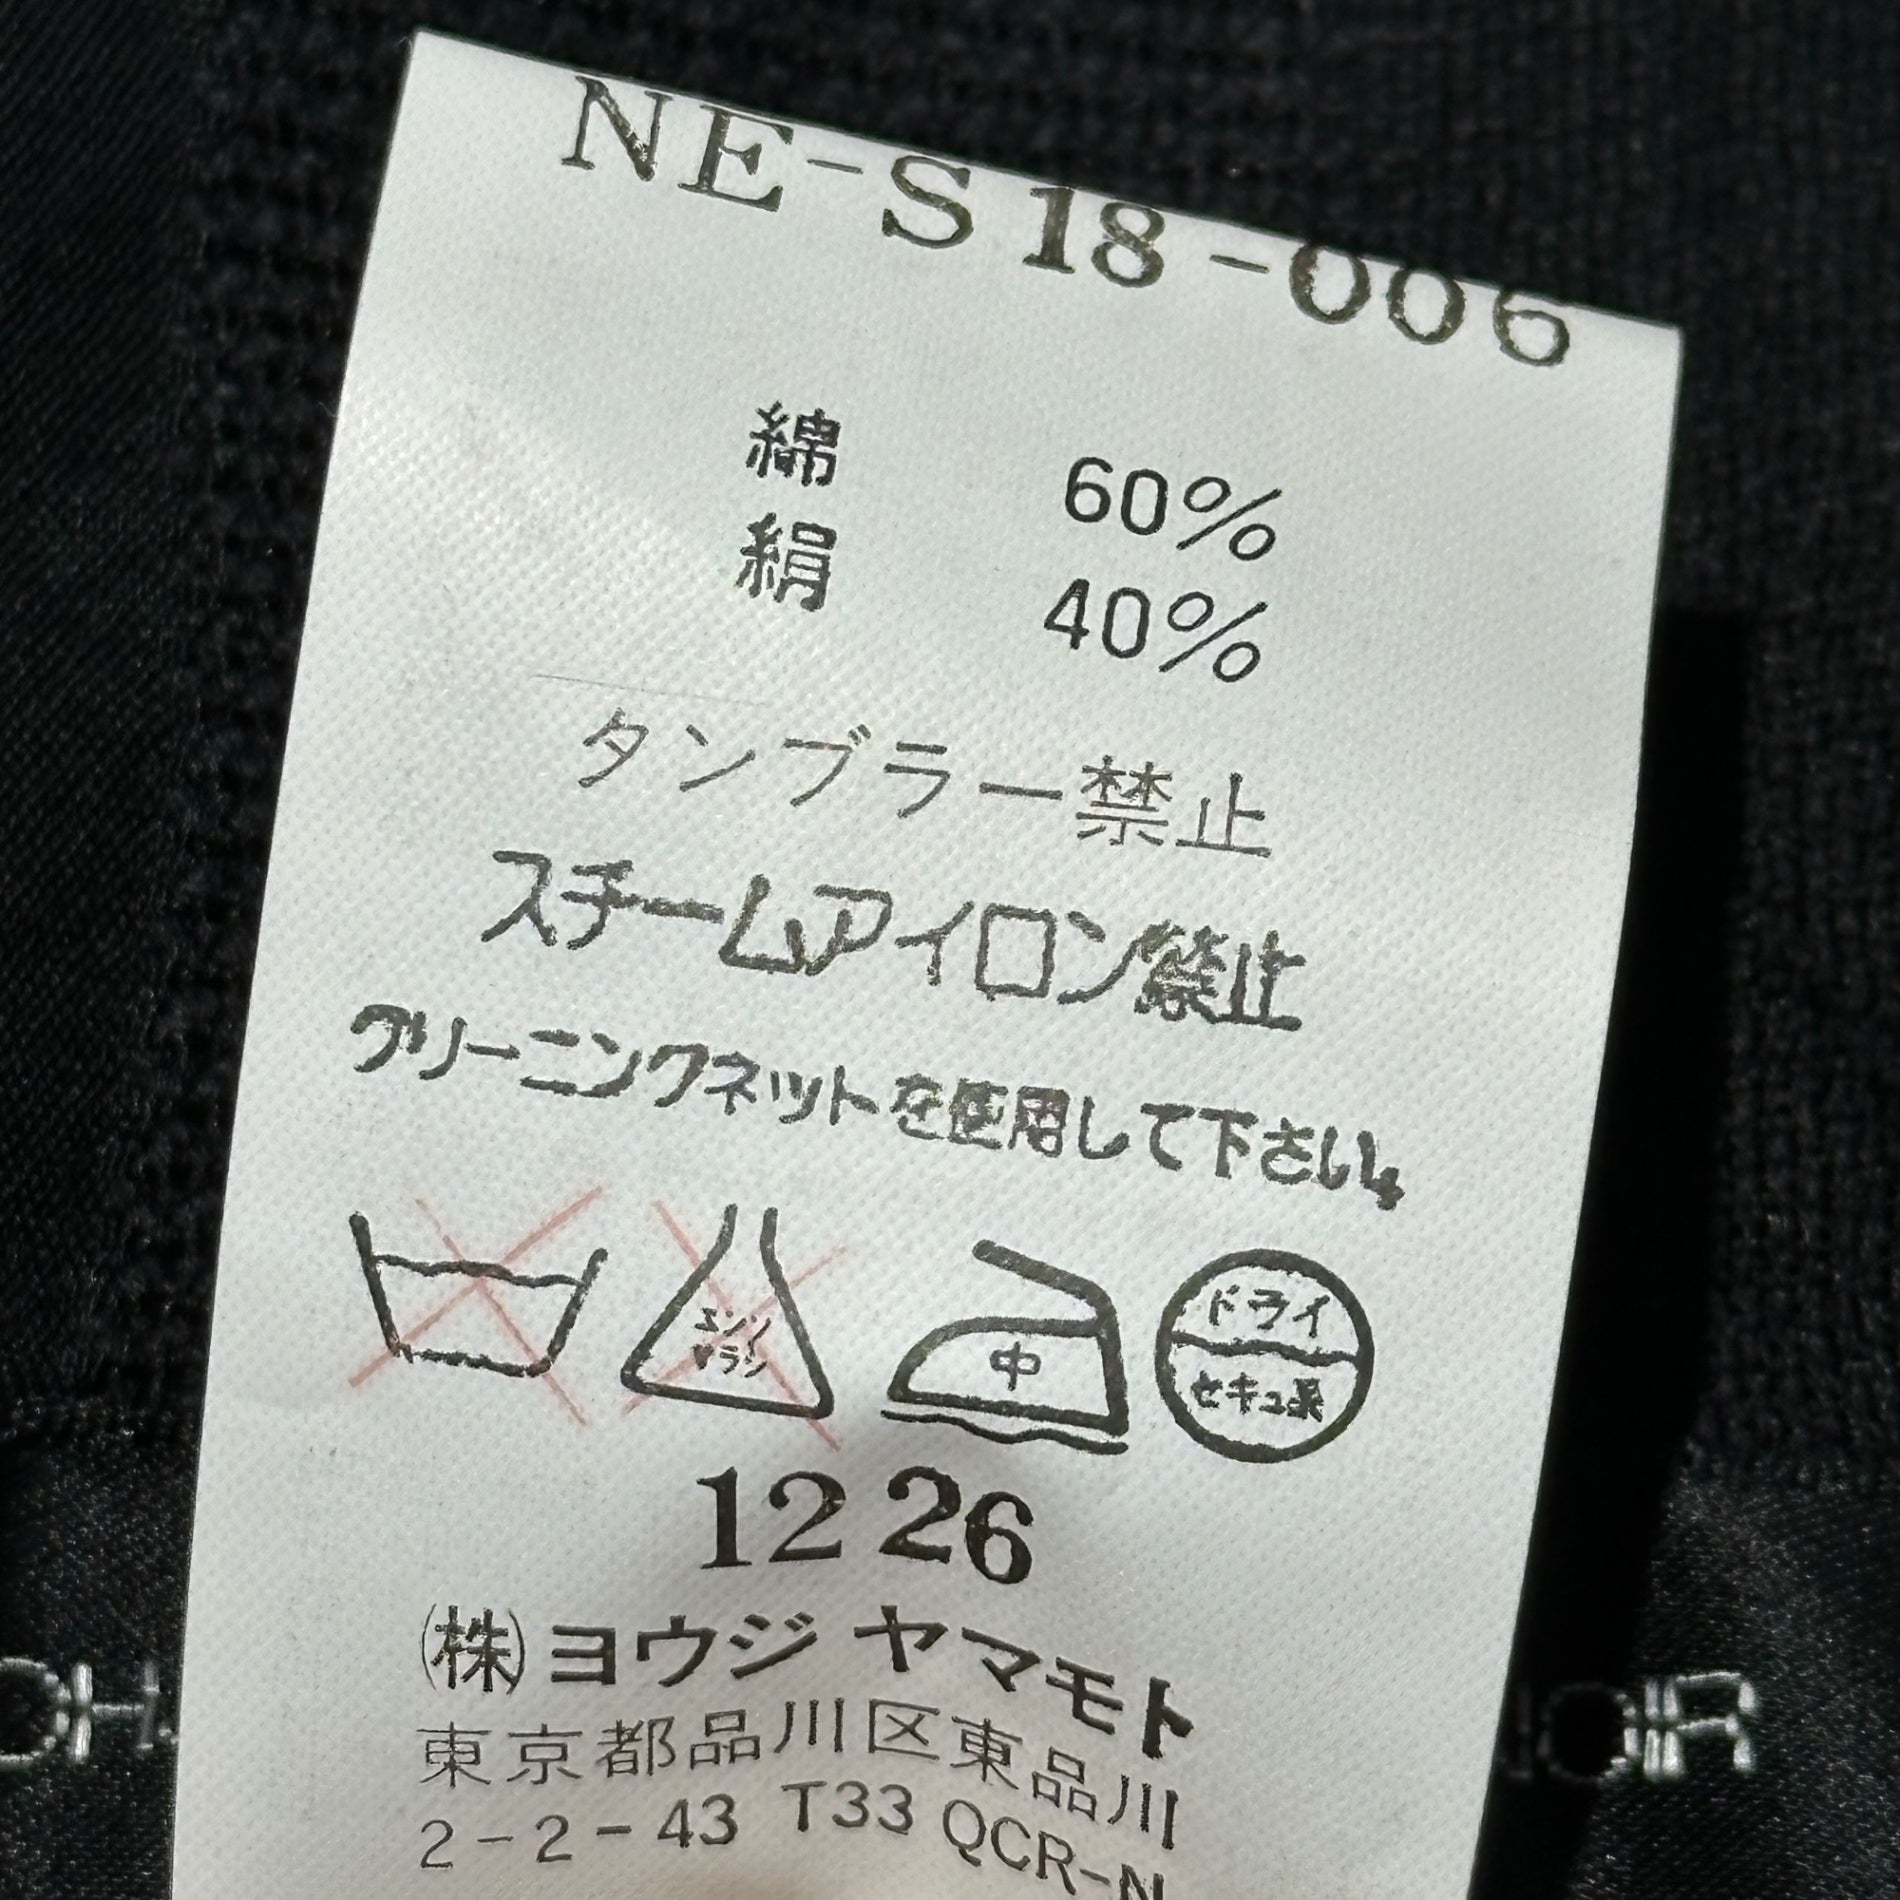 NE-S18-006
綿 60%
絹 40%
タンブラー禁止
スチームアイロン禁止
クリーニングネットを使用して下さい。
エンソ
サラシ
中
ドライ
セキユ系
12 26
(株)ヨウジ ヤマモト
東京都品川区東品川
2-2-43 T33 QCR-N
NOIR